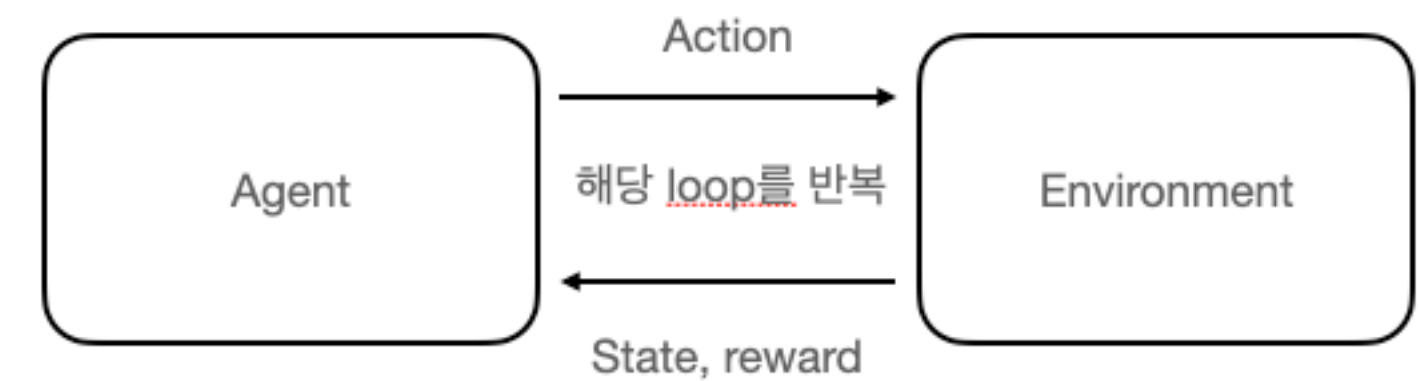 Action
Agent
해당 loop를 반복
Environment
State, reward